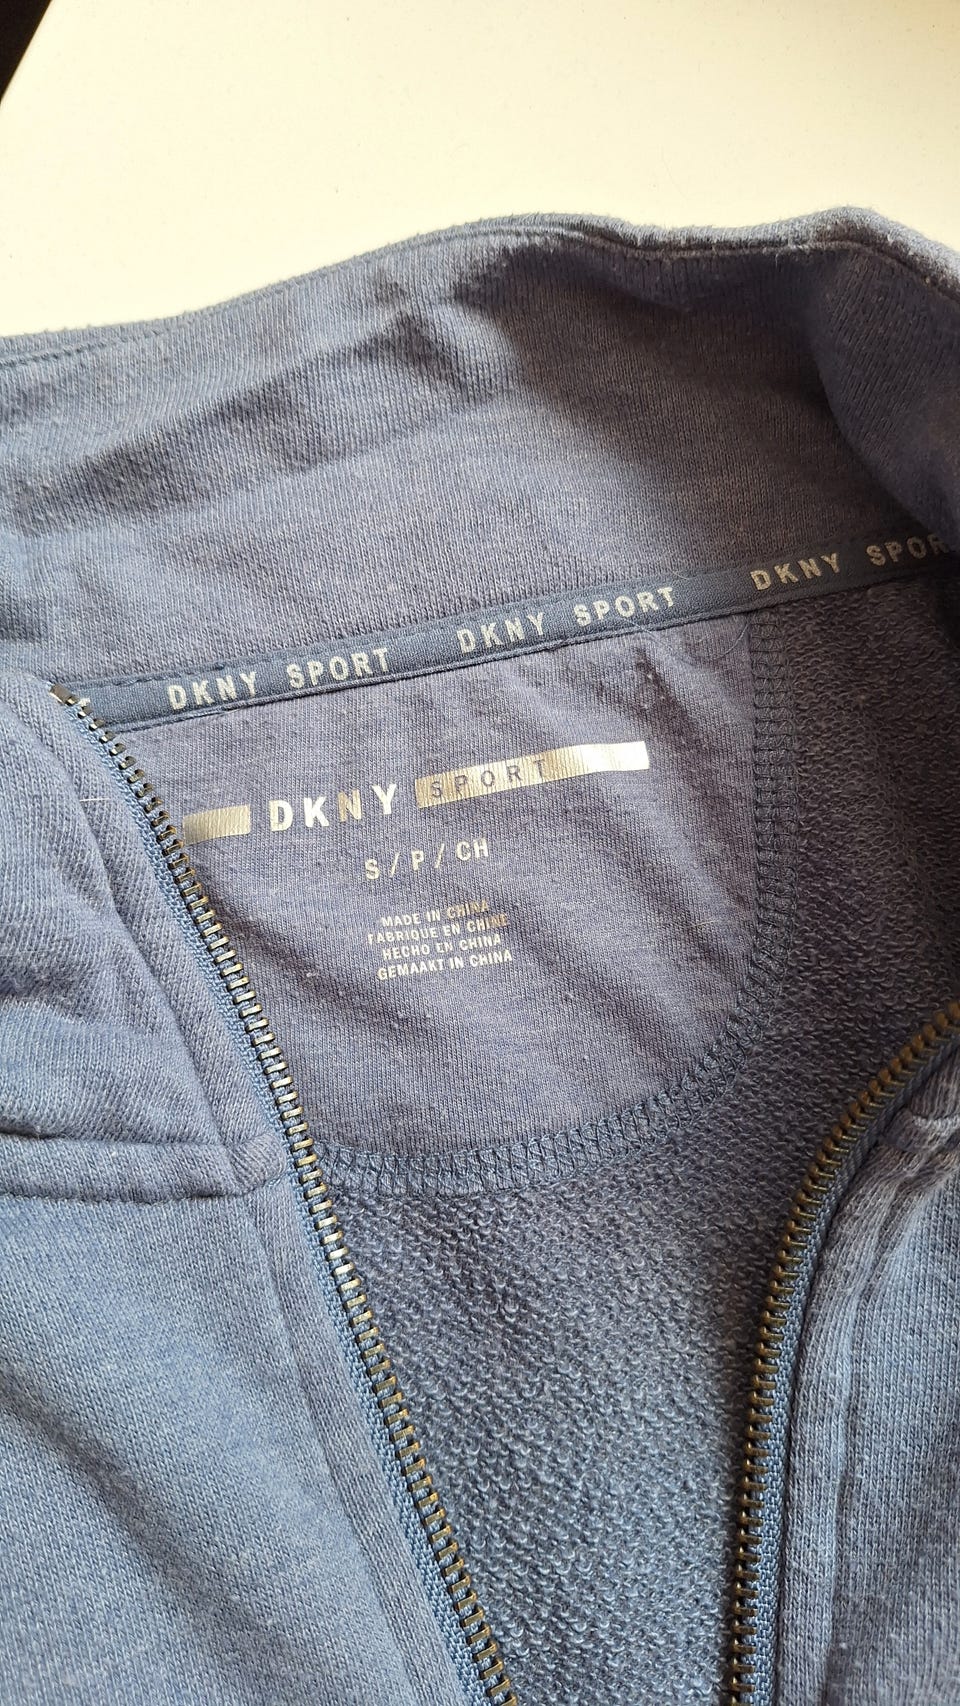 DKNY SPORT DKNY SPORT DKNY SPOR
DKNY SPORT
S / P / CH
MADE IN CHINA
FABRIQUE EN CHINE
HECHO EN CHINA
GEMAAKT IN CHINA